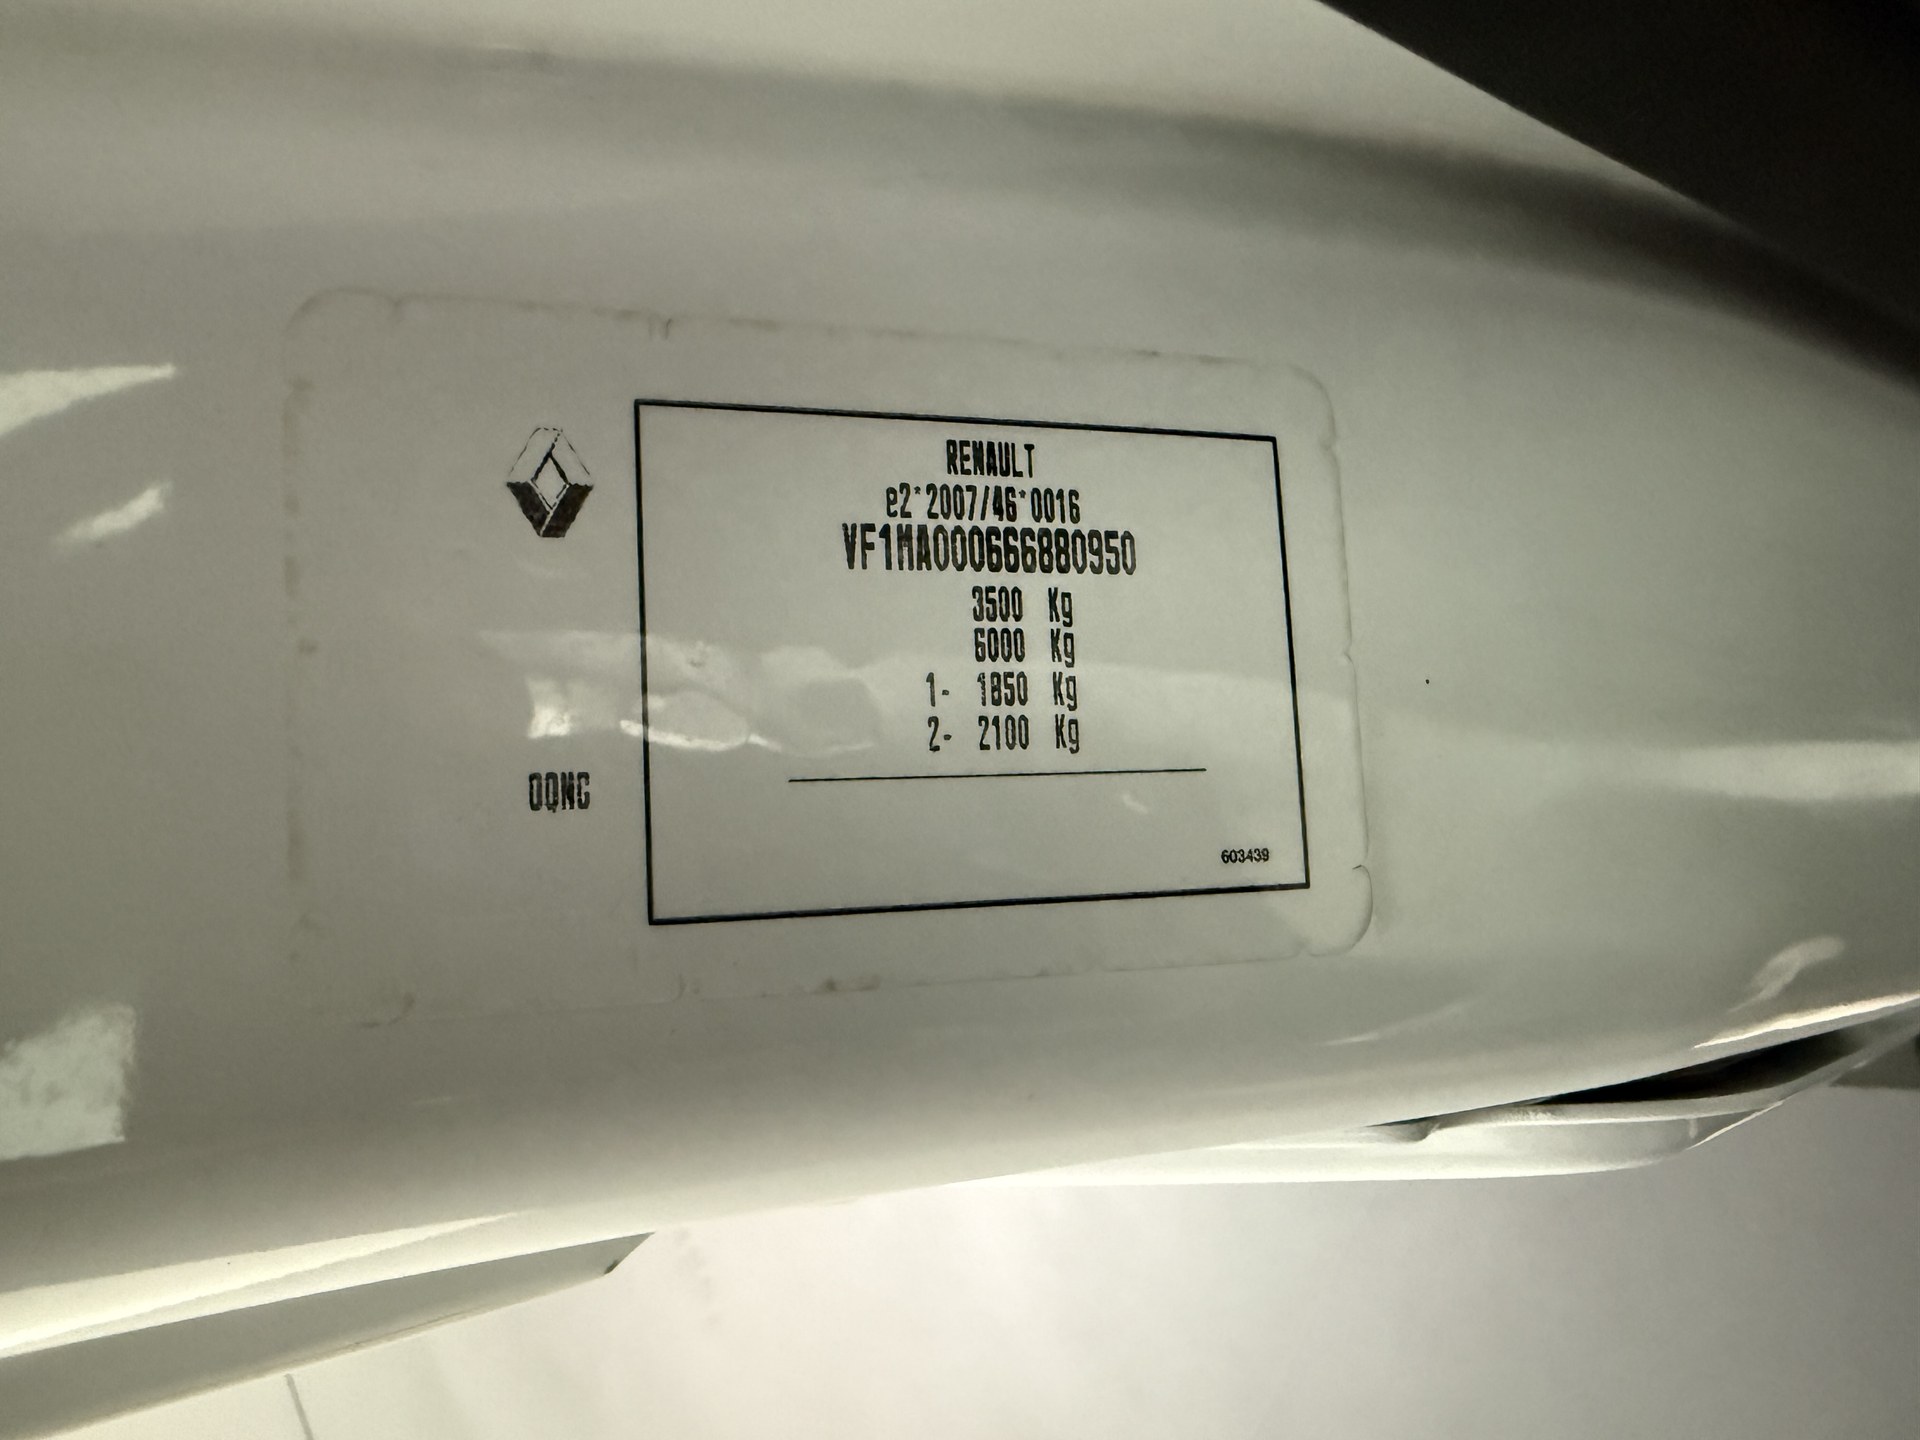 RENAULT
e2*2007/46*0016
VF1MA000666880950
3500 Kg
6000 Kg
1- 1850 Kg
2- 2100 Kg
OQNC
603439